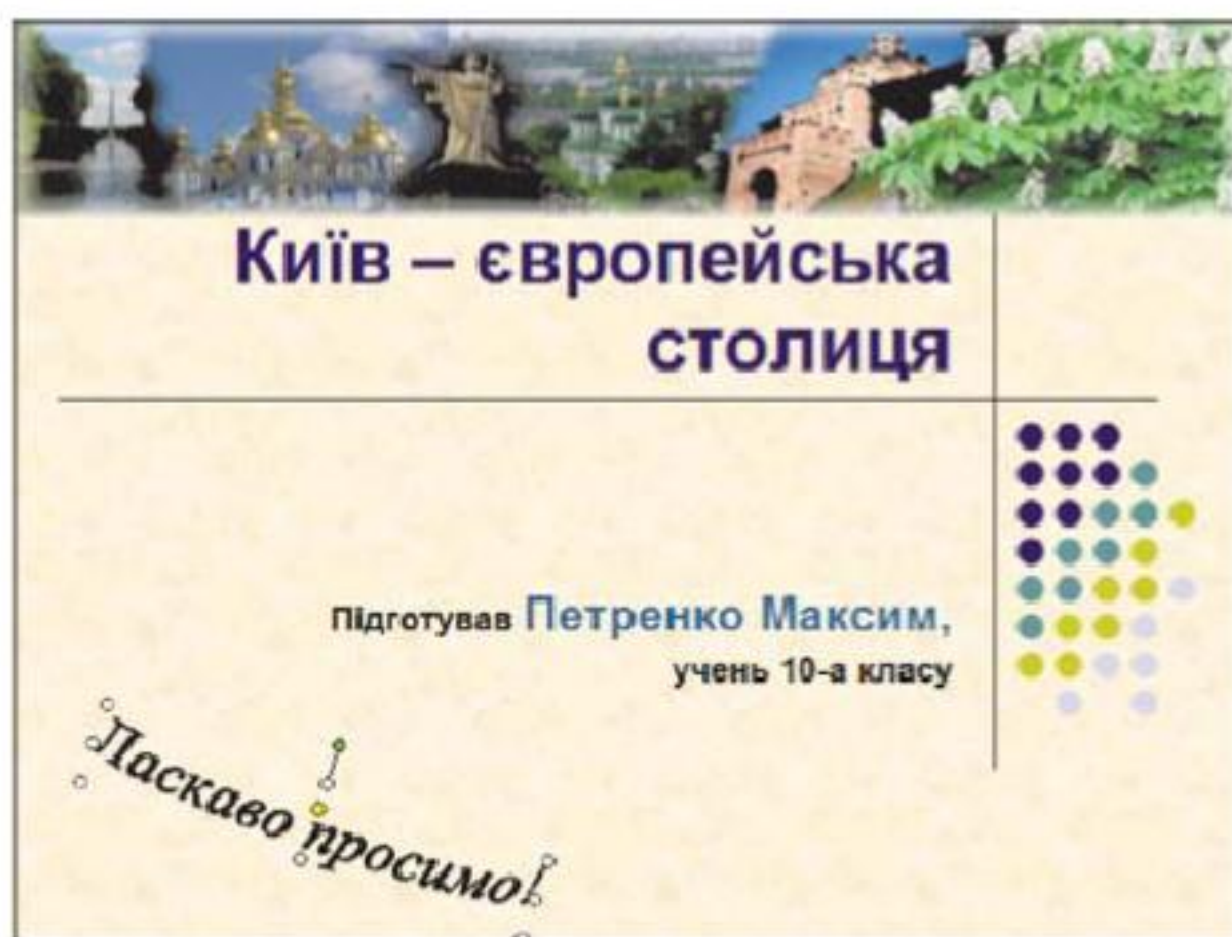 Київ – європейська
столиця
Підготував Петренко Максим,
учень 10-а класу
Ласкаво просимо!